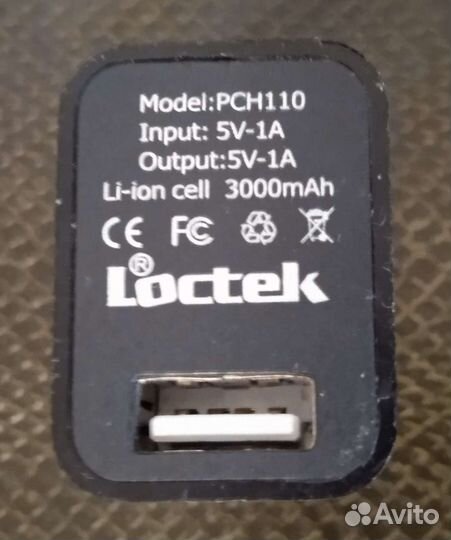 Model:PCH110
Input: 5V-1A
Output:5V-1A
Li-ion cell 3000mAh
CE FC
Loctek®
Avito